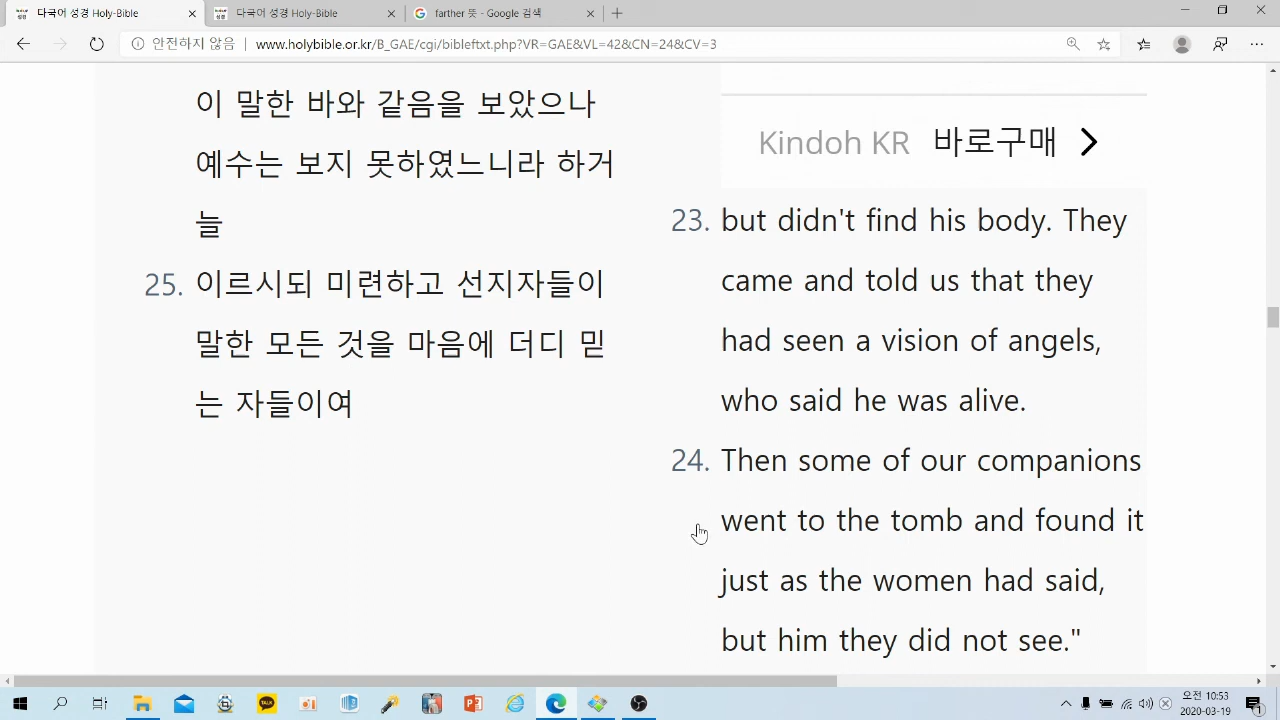 다국어 성경 Holy-Bible
다국어 성경 Holy-Bible
farther 뜻 - Google 검색
안전하지 않음
www.holybible.or.kr/B_GAE/cgi/bibleftxt.php?VR=GAE&VL=42&CN=24&CV=3
이 말한 바와 같음을 보았으나
예수는 보지 못하였느니라 하거
늘
25. 이르시되 미련하고 선지자들이
말한 모든 것을 마음에 더디 믿
는 자들이여
Kindoh KR 바로구매
23. but didn't find his body. They
came and told us that they
had seen a vision of angels,
who said he was alive.
24. Then some of our companions
went to the tomb and found it
just as the women had said,
but him they did not see."
오전 10:53
2020-03-19